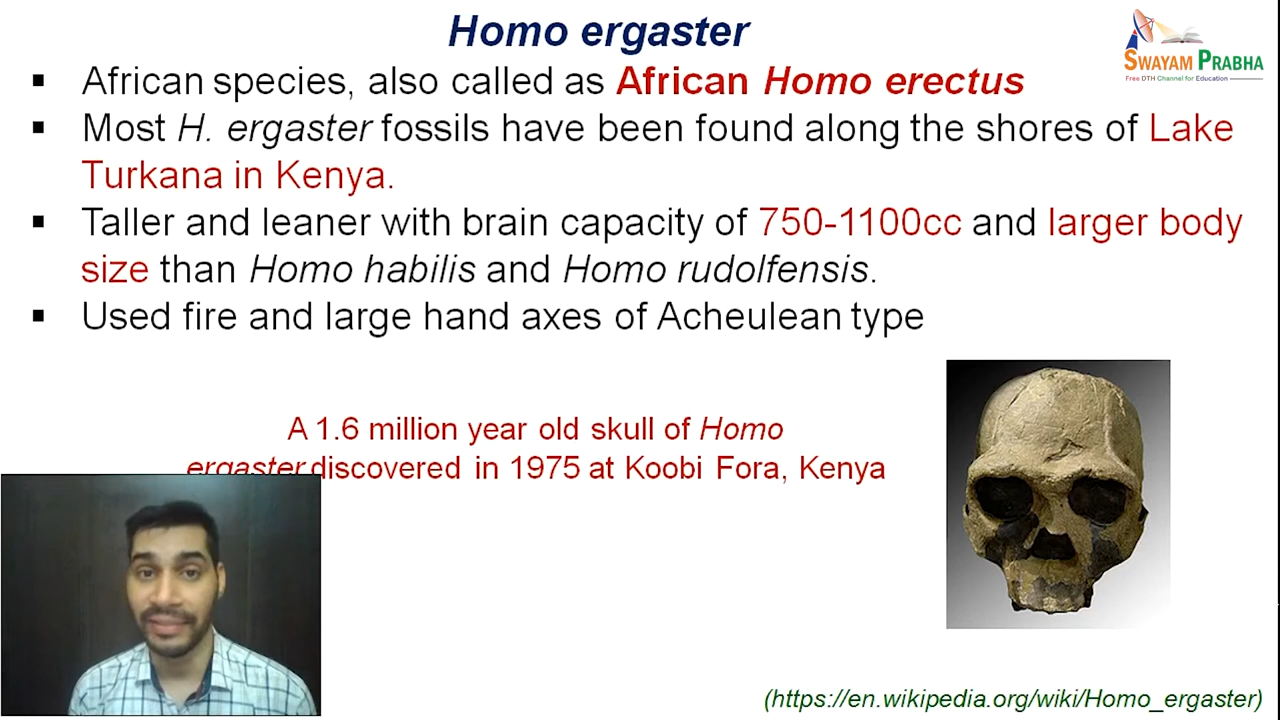 Homo ergaster
SWAYAM PRABHA
Free DTH Channel for Education
▪ African species, also called as African Homo erectus
▪ Most H. ergaster fossils have been found along the shores of Lake
Turkana in Kenya.
▪ Taller and leaner with brain capacity of 750-1100cc and larger body
size than Homo habilis and Homo rudolfensis.
▪ Used fire and large hand axes of Acheulean type
A 1.6 million year old skull of Homo
ergaster discovered in 1975 at Koobi Fora, Kenya
(https://en.wikipedia.org/wiki/Homo_ergaster)